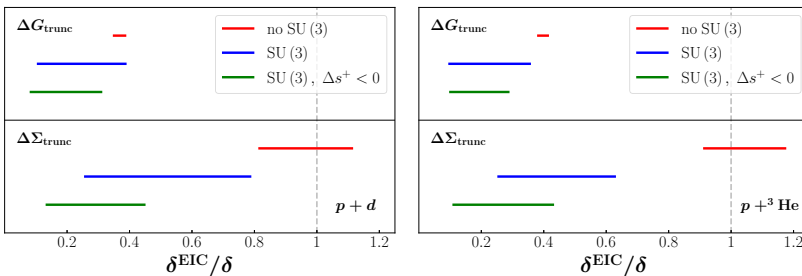 ΔG_trunc
no SU(3)
SU(3)
SU(3), Δs⁺ < 0
ΔΣ_trunc
p + d
0.2 0.4 0.6 0.8 1 1.2
δ^EIC/δ
ΔG_trunc
no SU(3)
SU(3)
SU(3), Δs⁺ < 0
ΔΣ_trunc
p +³He
0.2 0.4 0.6 0.8 1 1.2
δ^EIC/δ